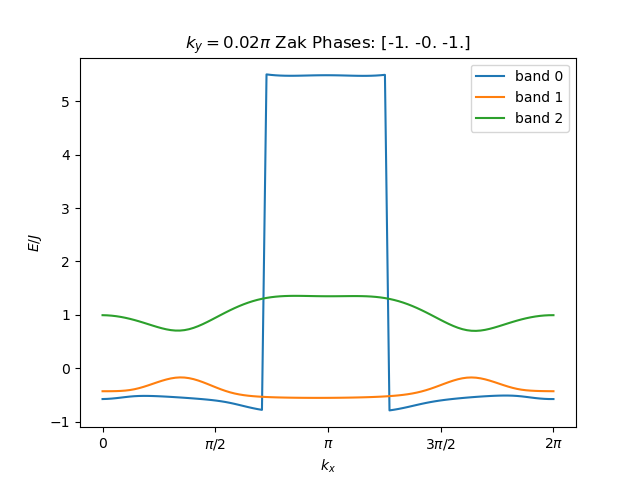 $k_y = 0.02\pi$ Zak Phases: [-1. -0. -1.]
band 0
band 1
band 2
5
4
3
2
1
0
−1
E/J
0
π/2
π
3π/2
2π
$k_x$